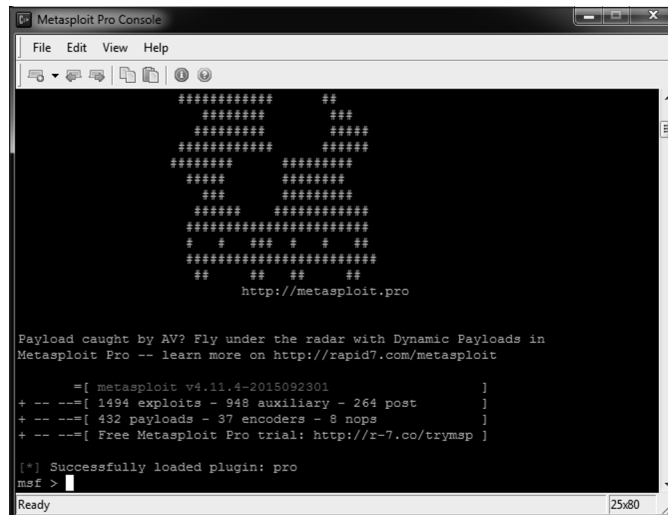 Metasploit Pro Console
File Edit View Help
############ ##
######## ###
######### #####
############ ######
######## #########
##### ########
### #########
###### ############
#######################
# # ### # # ##
########################
## ## ## ##
http://metasploit.pro
Payload caught by AV? Fly under the radar with Dynamic Payloads in
Metasploit Pro -- learn more on http://rapid7.com/metasploit
=[ metasploit v4.11.4-2015092301 ]
+ -- --=[ 1494 exploits - 948 auxiliary - 264 post ]
+ -- --=[ 432 payloads - 37 encoders - 8 nops ]
+ -- --=[ Free Metasploit Pro trial: http://r-7.co/trymsp ]
[*] Successfully loaded plugin: pro
msf >
Ready 25x80